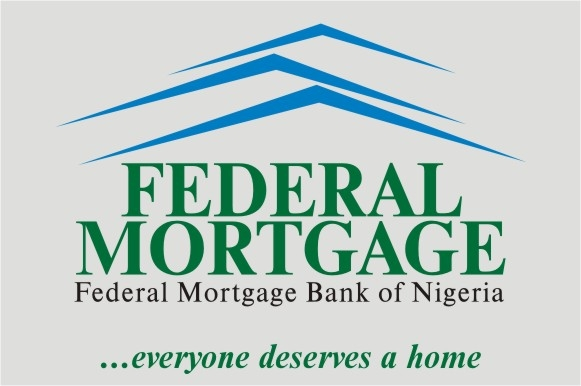 FEDERAL
MORTGAGE
Federal Mortgage Bank of Nigeria
...everyone deserves a home